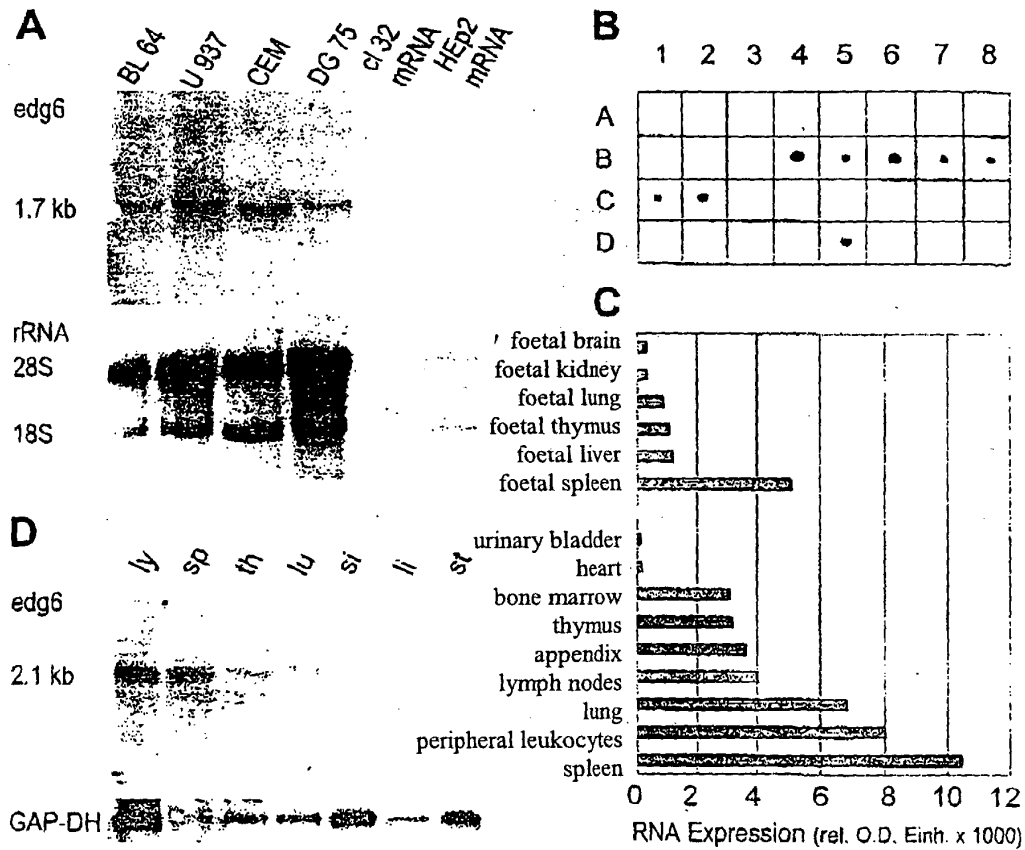 A
BL 64
U 937
CEM
DG 75
cl 32
mRNA
HEp2
mRNA
edg6
1.7 kb
rRNA
28S
18S
B
1 2 3 4 5 6 7 8
A
B
C
D
C
foetal brain
foetal kidney
foetal lung
foetal thymus
foetal liver
foetal spleen
urinary bladder
heart
bone marrow
thymus
appendix
lymph nodes
lung
peripheral leukocytes
spleen
0 2 4 6 8 10 12
RNA Expression (rel. O.D. Einh. x 1000)
D
ly
sp
th
lu
si
li
st
edg6
2.1 kb
GAP-DH